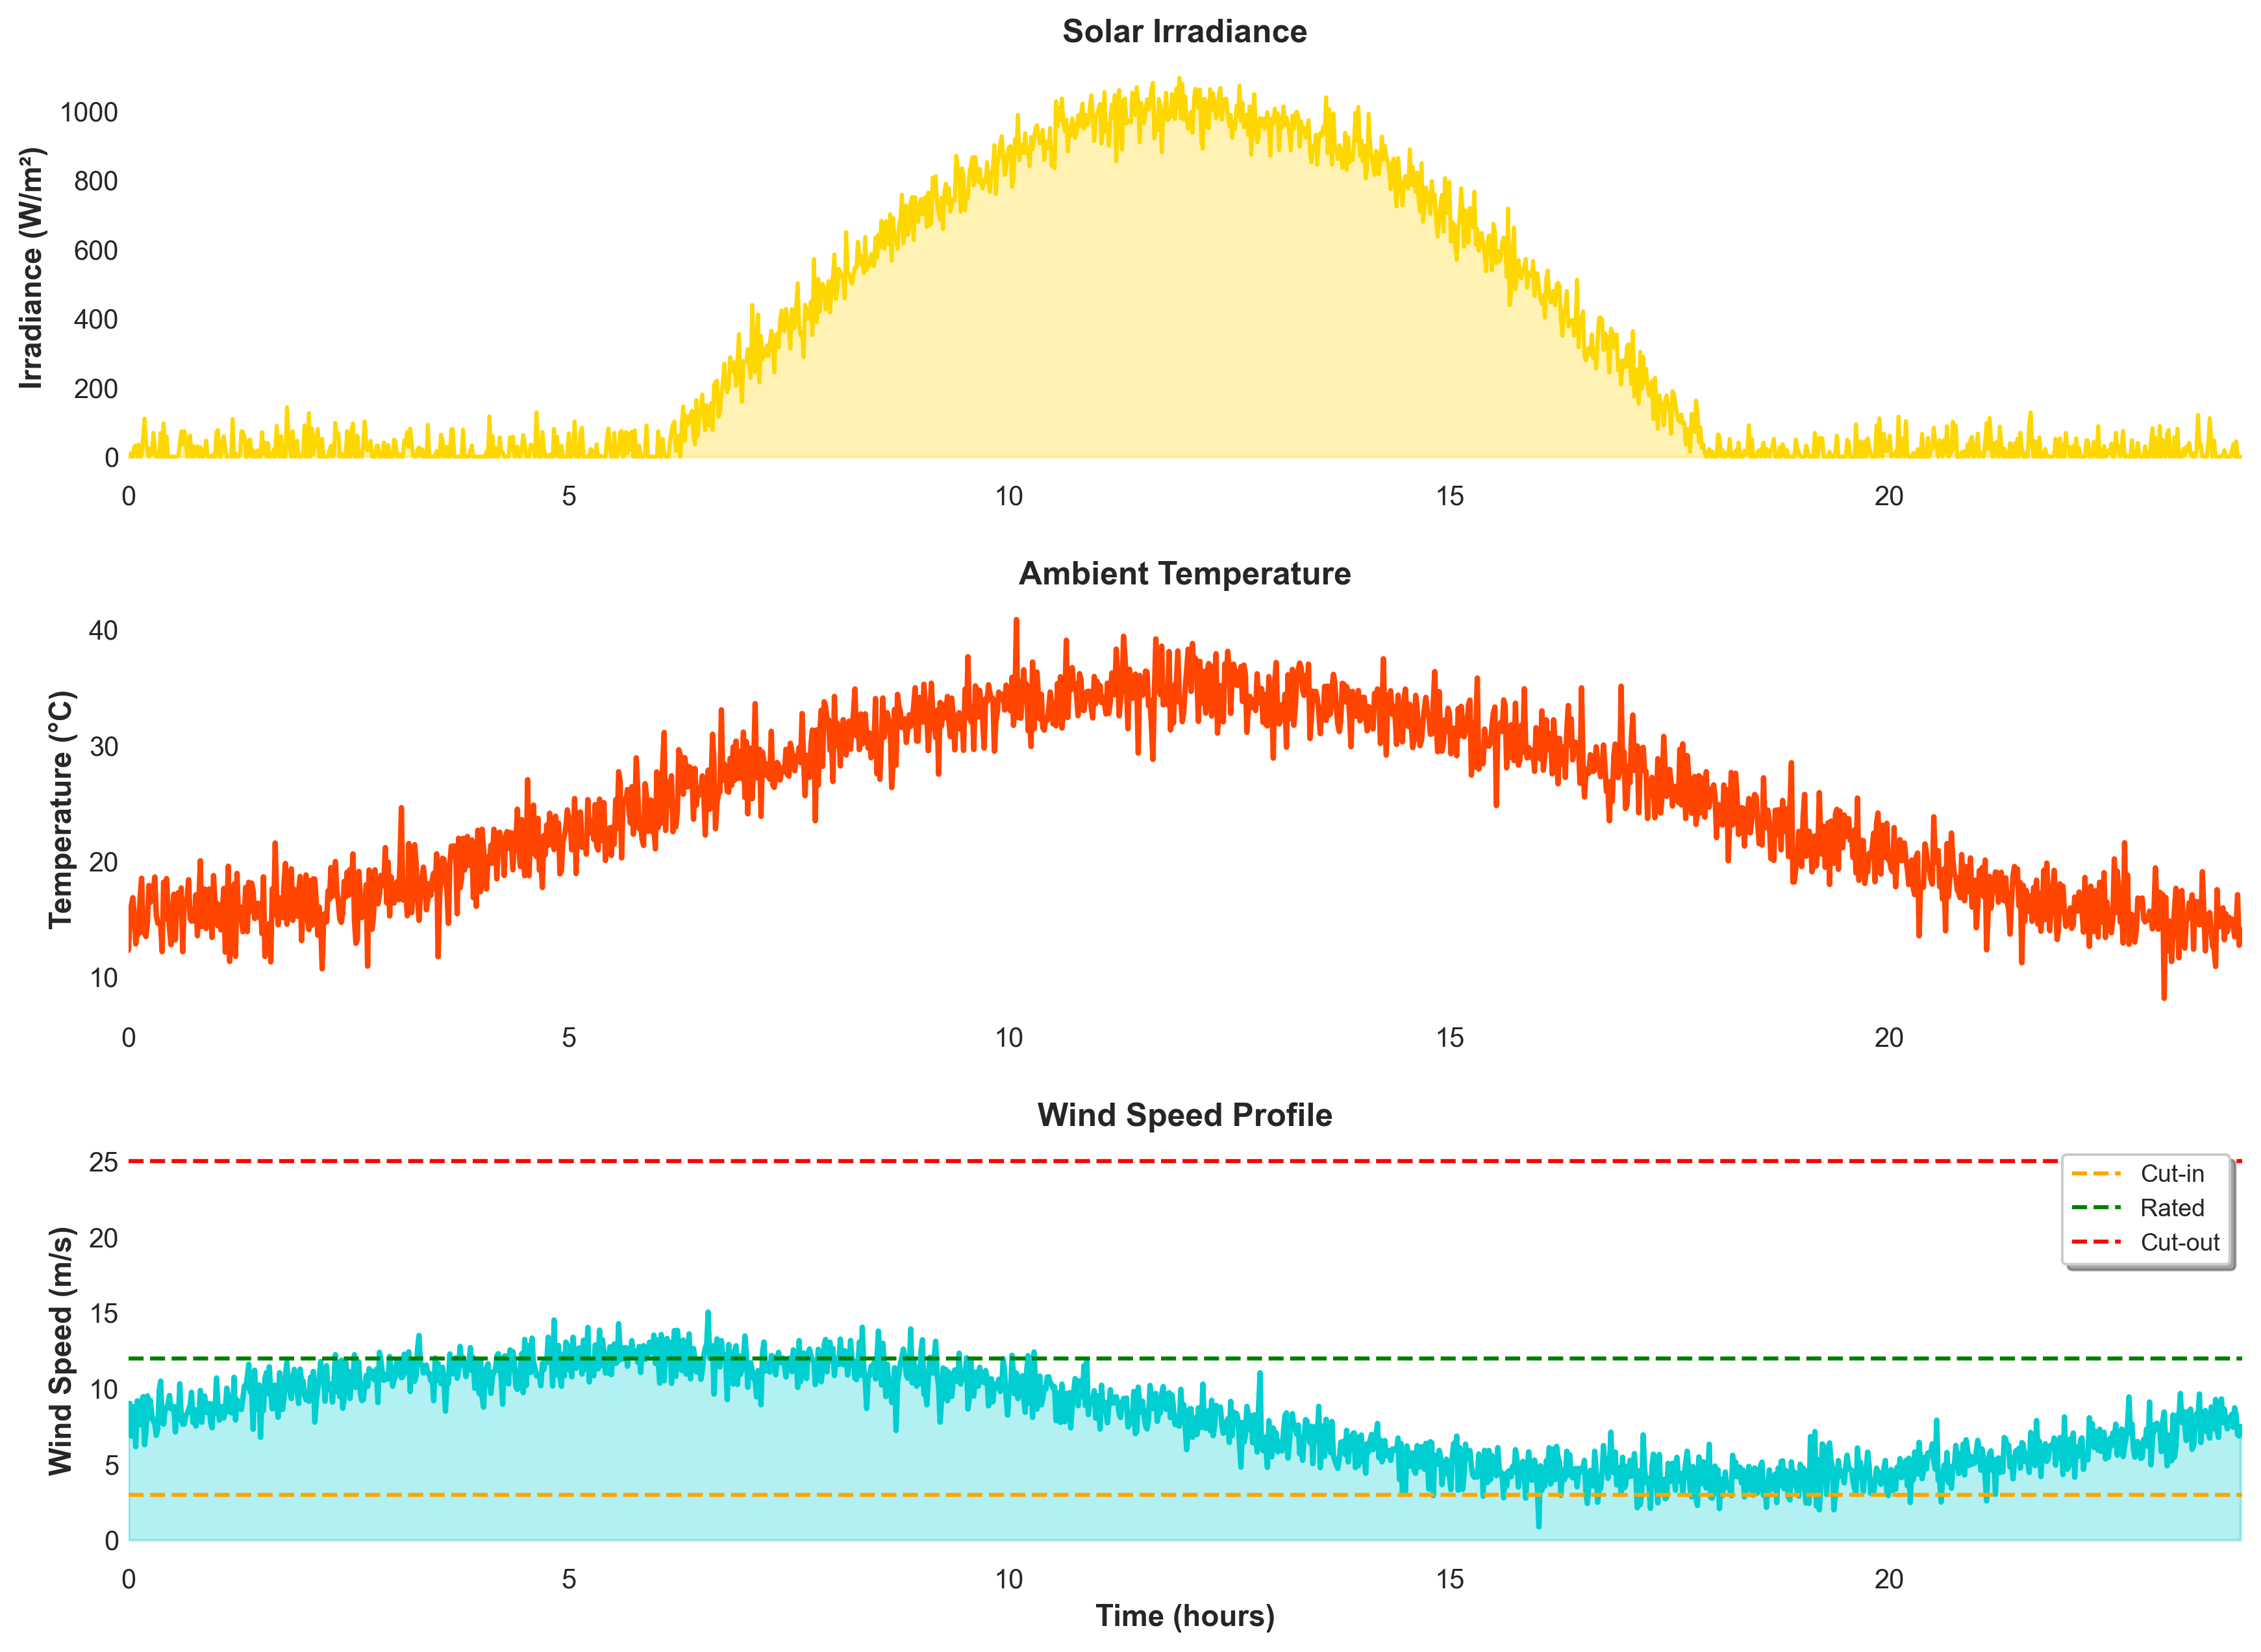 Solar Irradiance
Irradiance (W/m²)
1000
800
600
400
200
0
0 5 10 15 20
Ambient Temperature
Temperature (°C)
40
30
20
10
0 5 10 15 20
Wind Speed Profile
Wind Speed (m/s)
25
20
15
10
5
0
Cut-in
Rated
Cut-out
0 5 10 15 20
Time (hours)